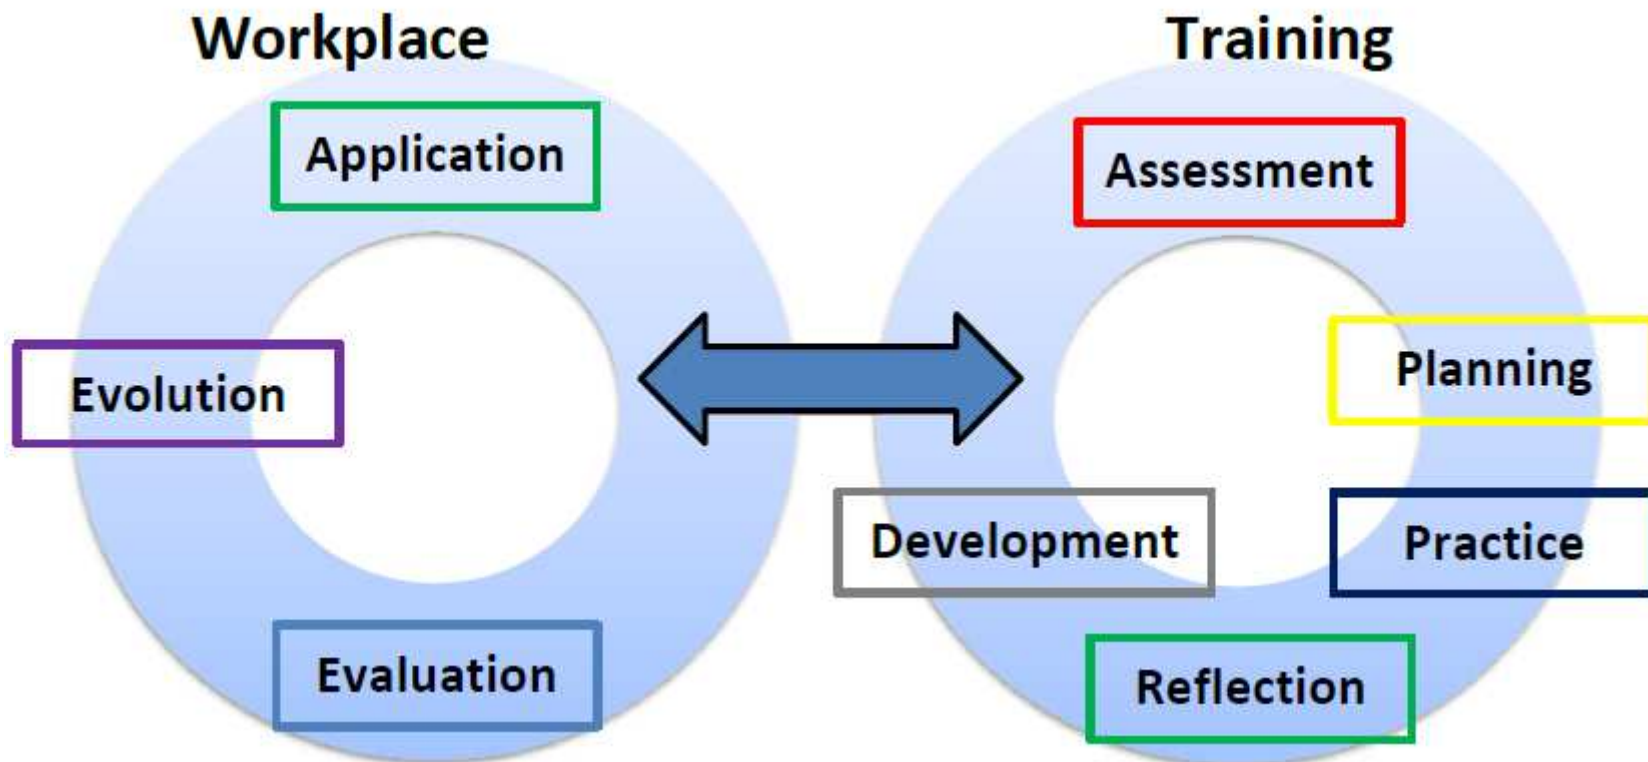 Workplace
Training
Application
Assessment
Evolution
Planning
Development
Practice
Evaluation
Reflection